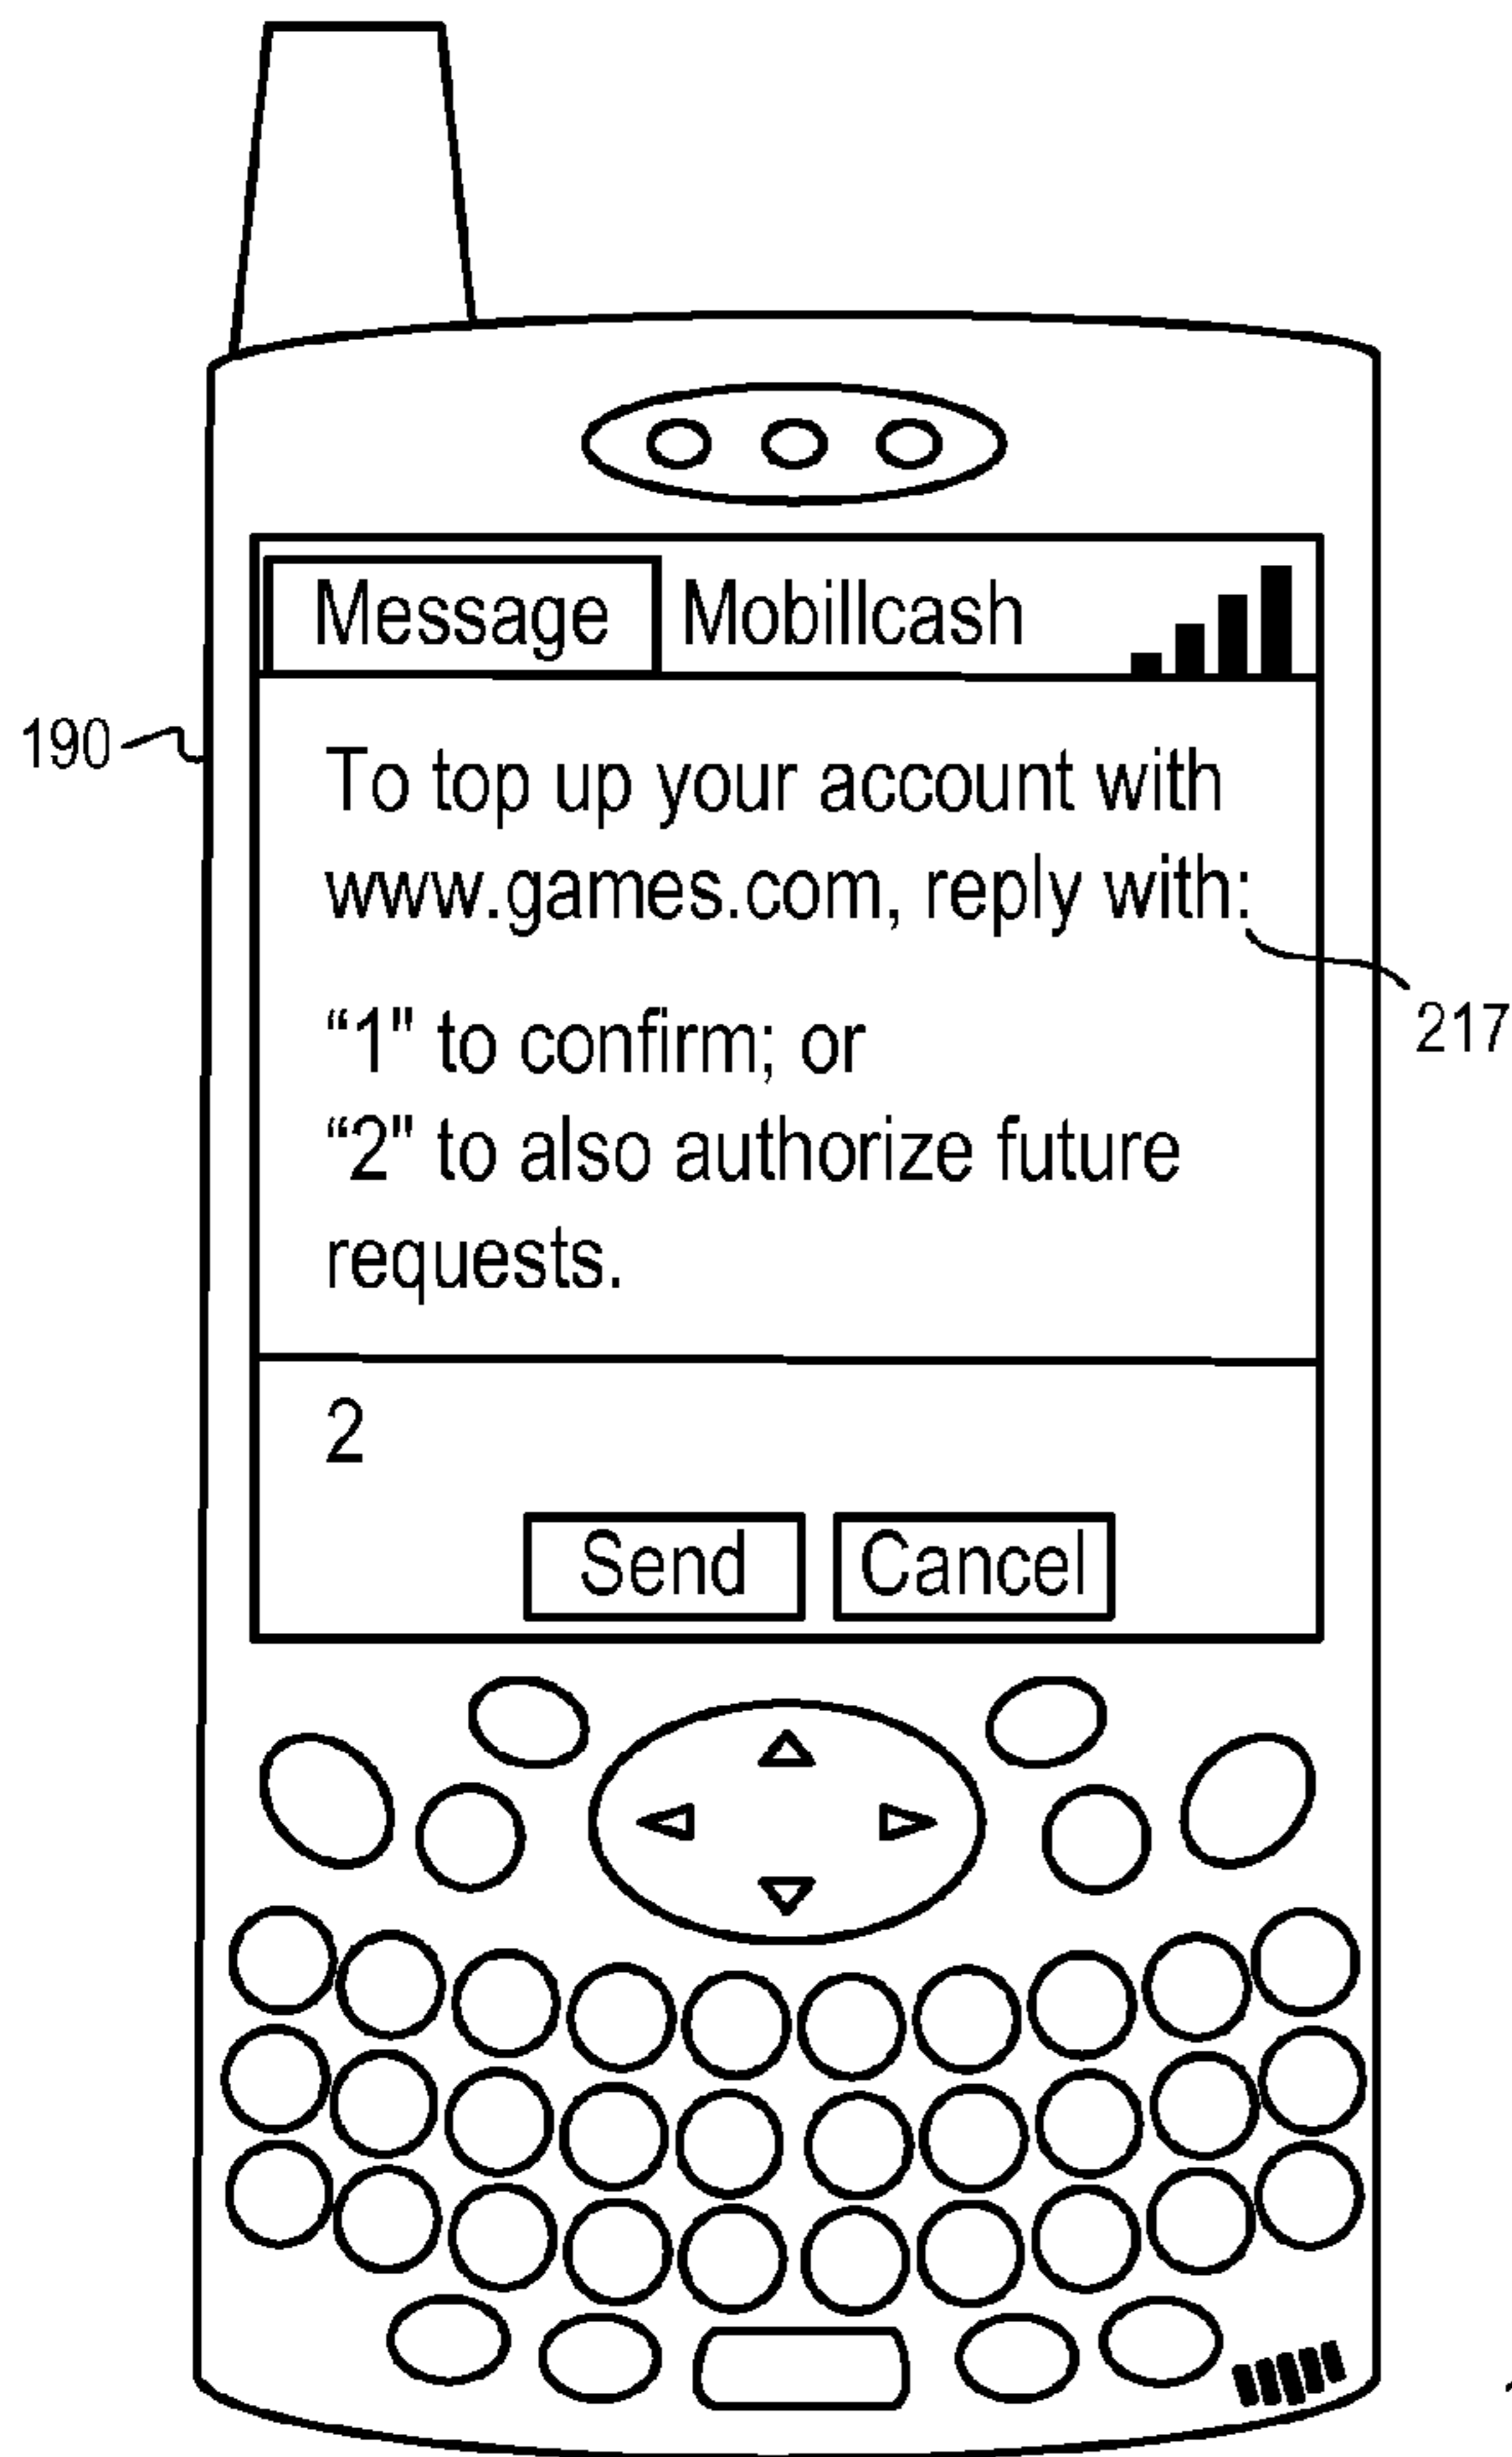 Message Mobillcash
190
To top up your account with
www.games.com, reply with:
217
“1" to confirm; or
“2" to also authorize future
requests.
2
Send Cancel